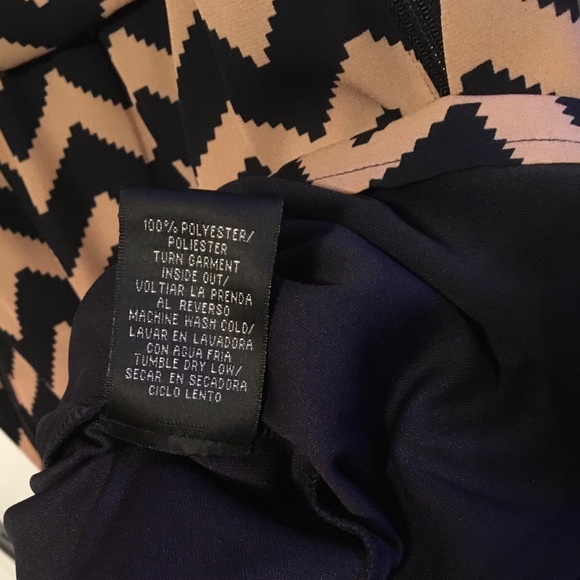 100% POLYESTER/
POLIESTER
TURN GARMENT
INSIDE OUT/
VOLTIAR LA PRENDA
AL REVERSO
MACHINE WASH COLD/
LAVAR EN LAVADORA
CON AGUA FRIA
TUMBLE DRY LOW/
SECAR EN SECADORA
CICLO LENTO